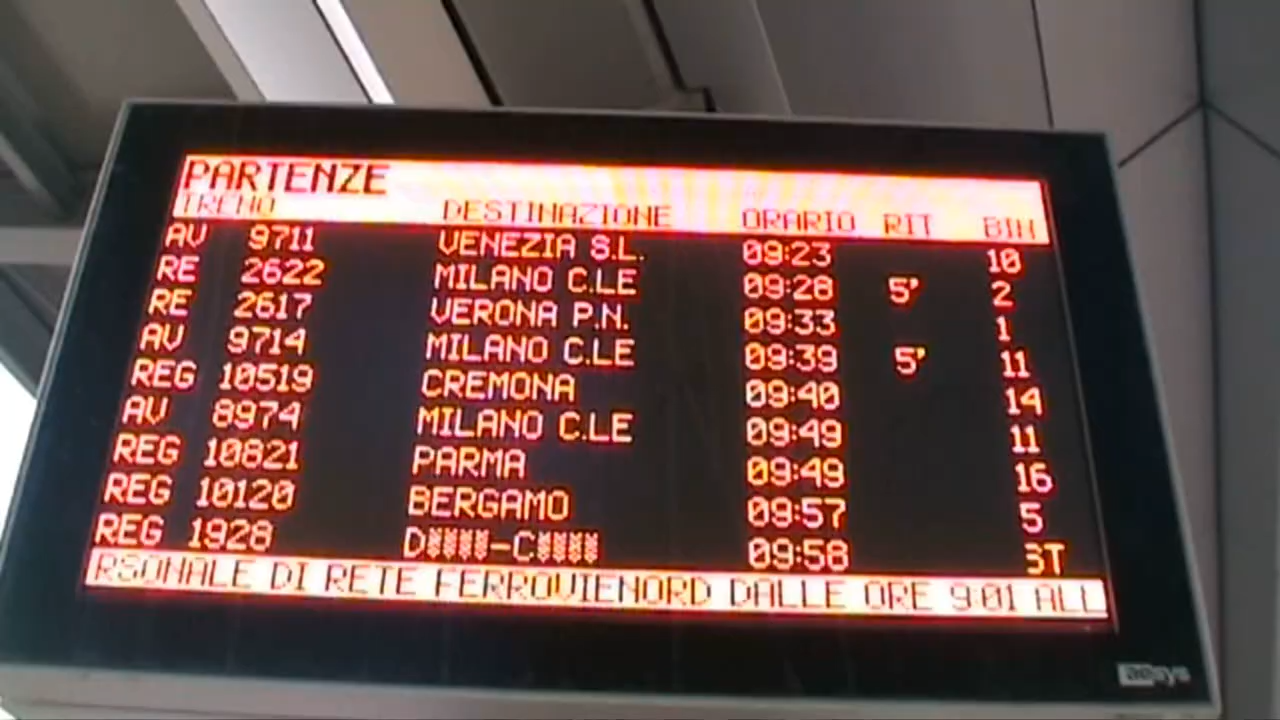 PARTENZE
TRENO DESTINAZIONE ORARIO RIT BIN
AV 9711 VENEZIA S.L. 09:23 10
RE 2622 MILANO C.LE 09:28 5' 2
RE 2617 VERONA P.N. 09:33 1
AV 9714 MILANO C.LE 09:39 5' 11
REG 10519 CREMONA 09:40 14
AV 8974 MILANO C.LE 09:49 11
REG 10821 PARMA 09:49 16
REG 10120 BERGAMO 09:57 5
REG 1928 09:58 ST
RSONALE DI RETE FERROVIENORD DALLE ORE 9:01 ALL